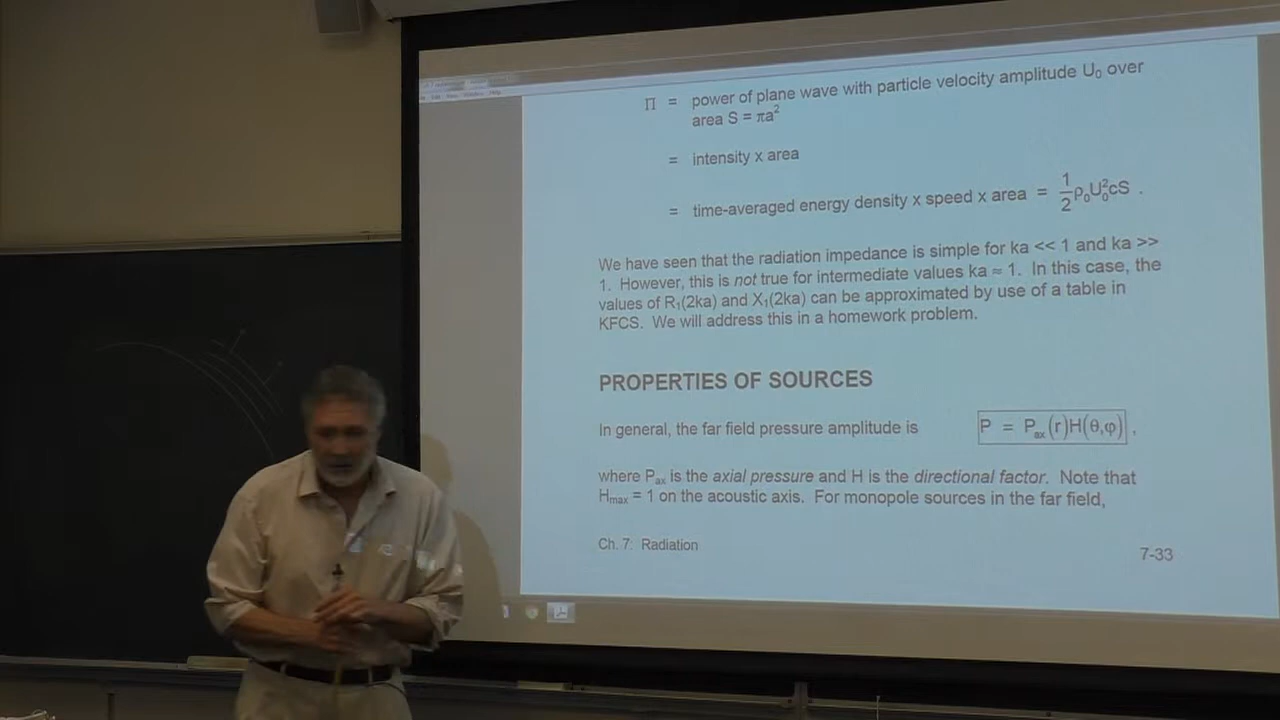 Π = power of plane wave with particle velocity amplitude U₀ over
area S = πa²
= intensity x area
= time-averaged energy density x speed x area = 1/2 ρ₀U₀²cS .
We have seen that the radiation impedance is simple for ka << 1 and ka >>
1. However, this is not true for intermediate values ka ≈ 1. In this case, the
values of R₁(2ka) and X₁(2ka) can be approximated by use of a table in
KFCS. We will address this in a homework problem.
PROPERTIES OF SOURCES
In general, the far field pressure amplitude is P = Pₐₓ(r)H(θ,φ) ,
where Pₐₓ is the axial pressure and H is the directional factor. Note that
Hₘₐₓ = 1 on the acoustic axis. For monopole sources in the far field,
Ch. 7: Radiation
7-33